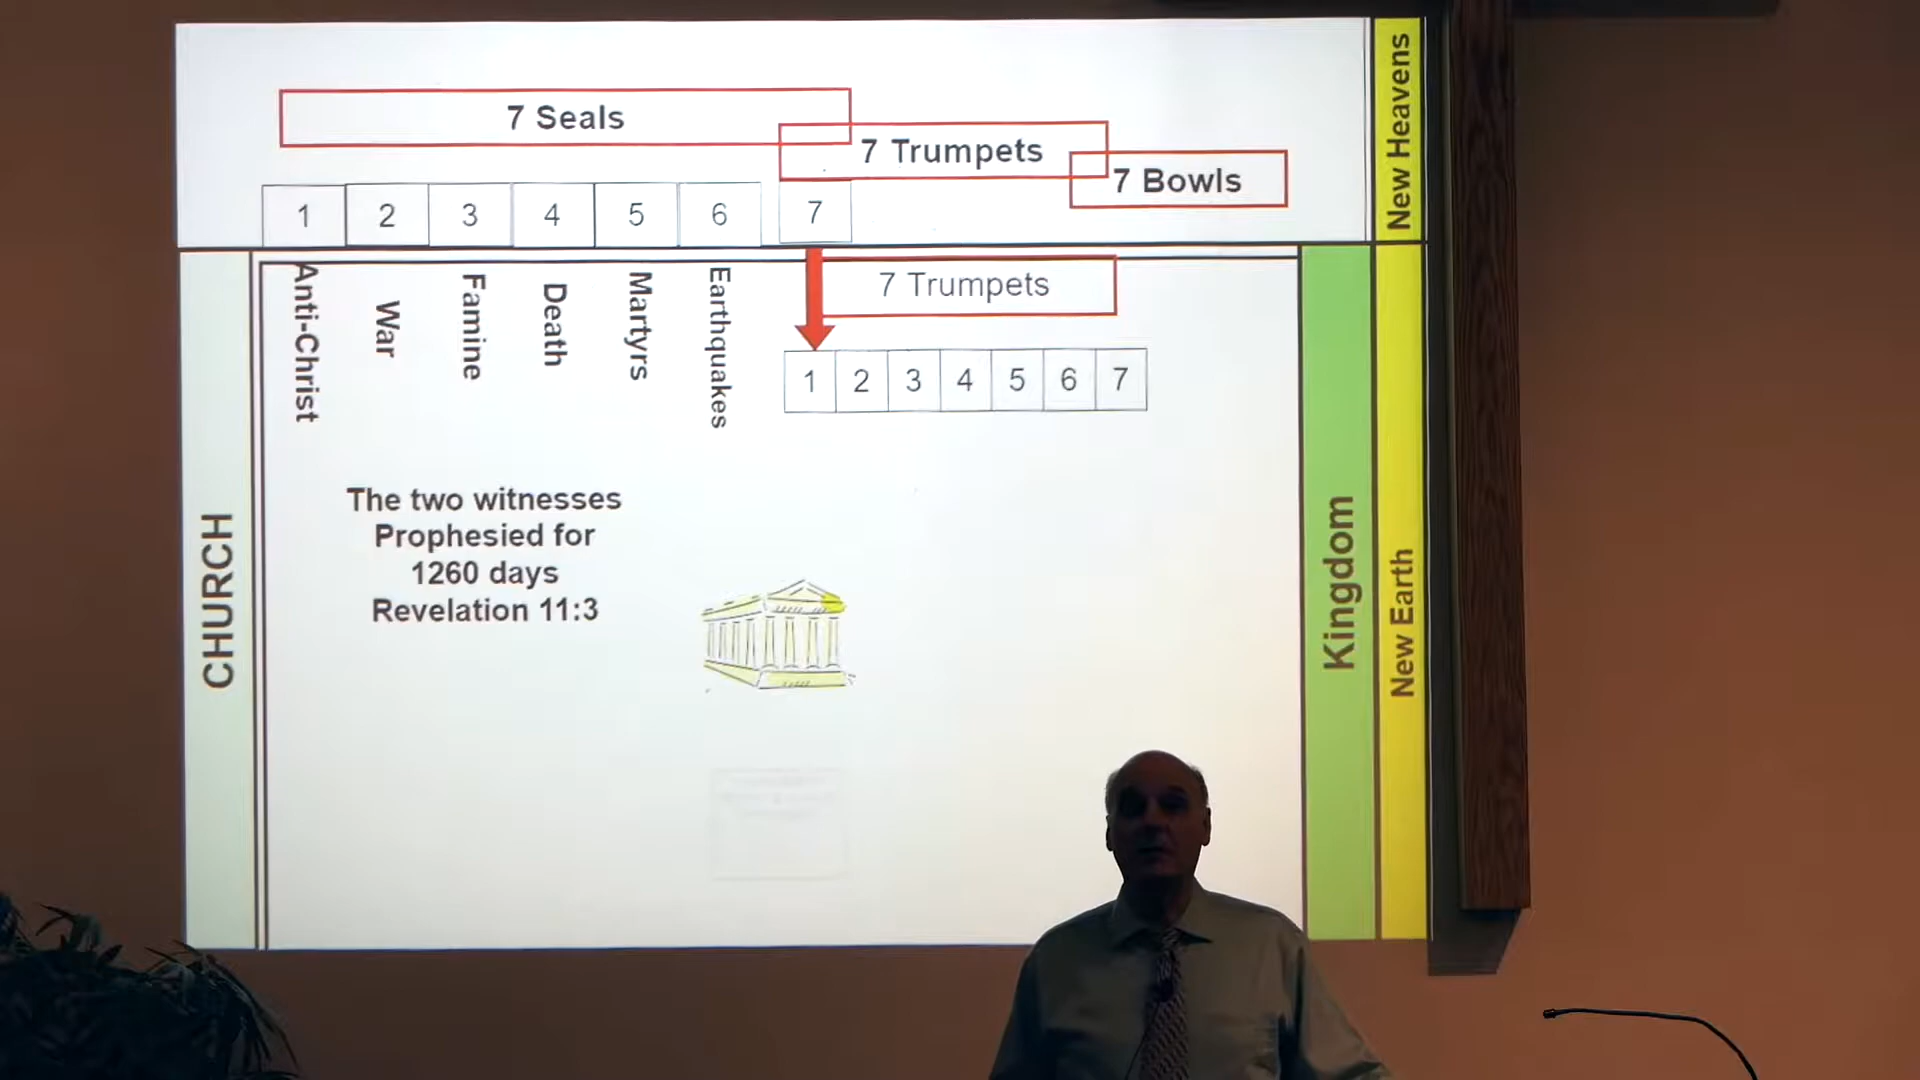 7 Seals
7 Trumpets
7 Bowls
1 2 3 4 5 6 7
New Heavens
Anti-Christ
War
Famine
Death
Martyrs
Earthquakes
7 Trumpets
1 2 3 4 5 6 7
The two witnesses
Prophesied for
1260 days
Revelation 11:3
CHURCH
Kingdom
New Earth